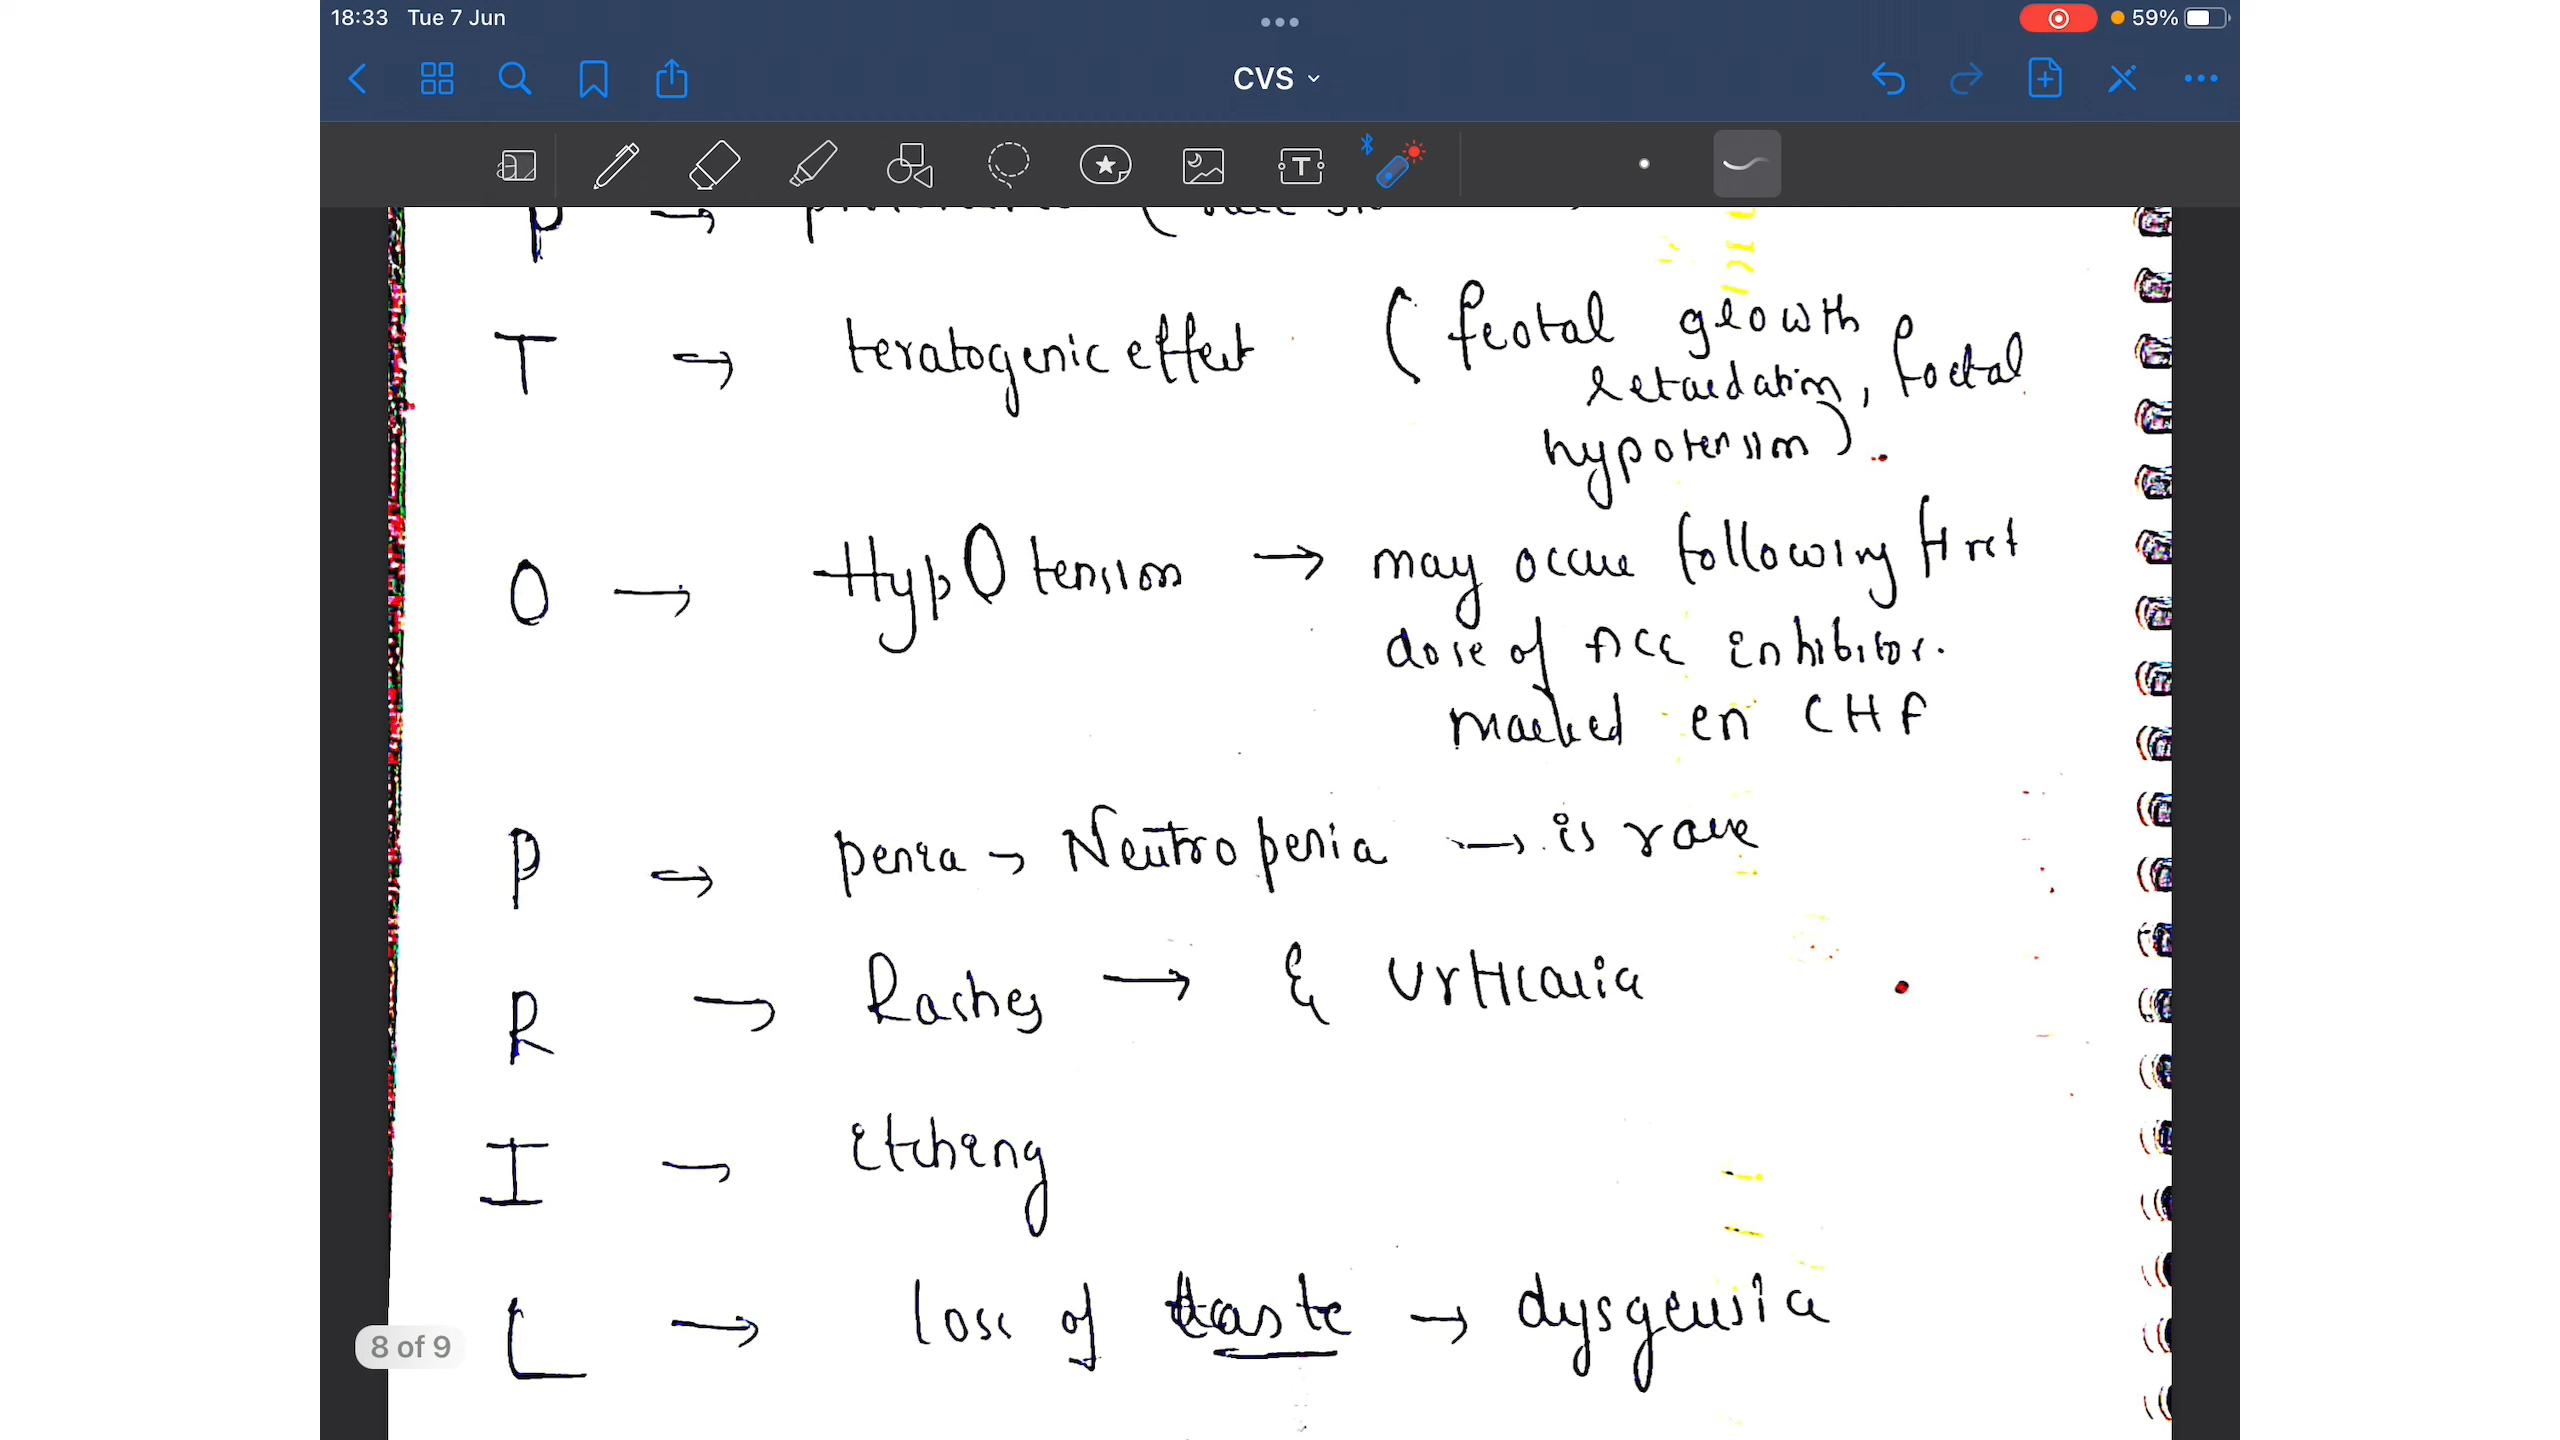 18:33 Tue 7 Jun
59%
CVS
T
P →
T → teratogenic effect (feotal growth
retardation, foetal
hypotension).
O → HypOtension → may occur following first
dose of ACE inhibitor.
marked in CHF
P → penia → Neutropenia → is rare
R → Rashes → & Urticaria
I → itching
L → loss of taste → dysgeusia
8 of 9